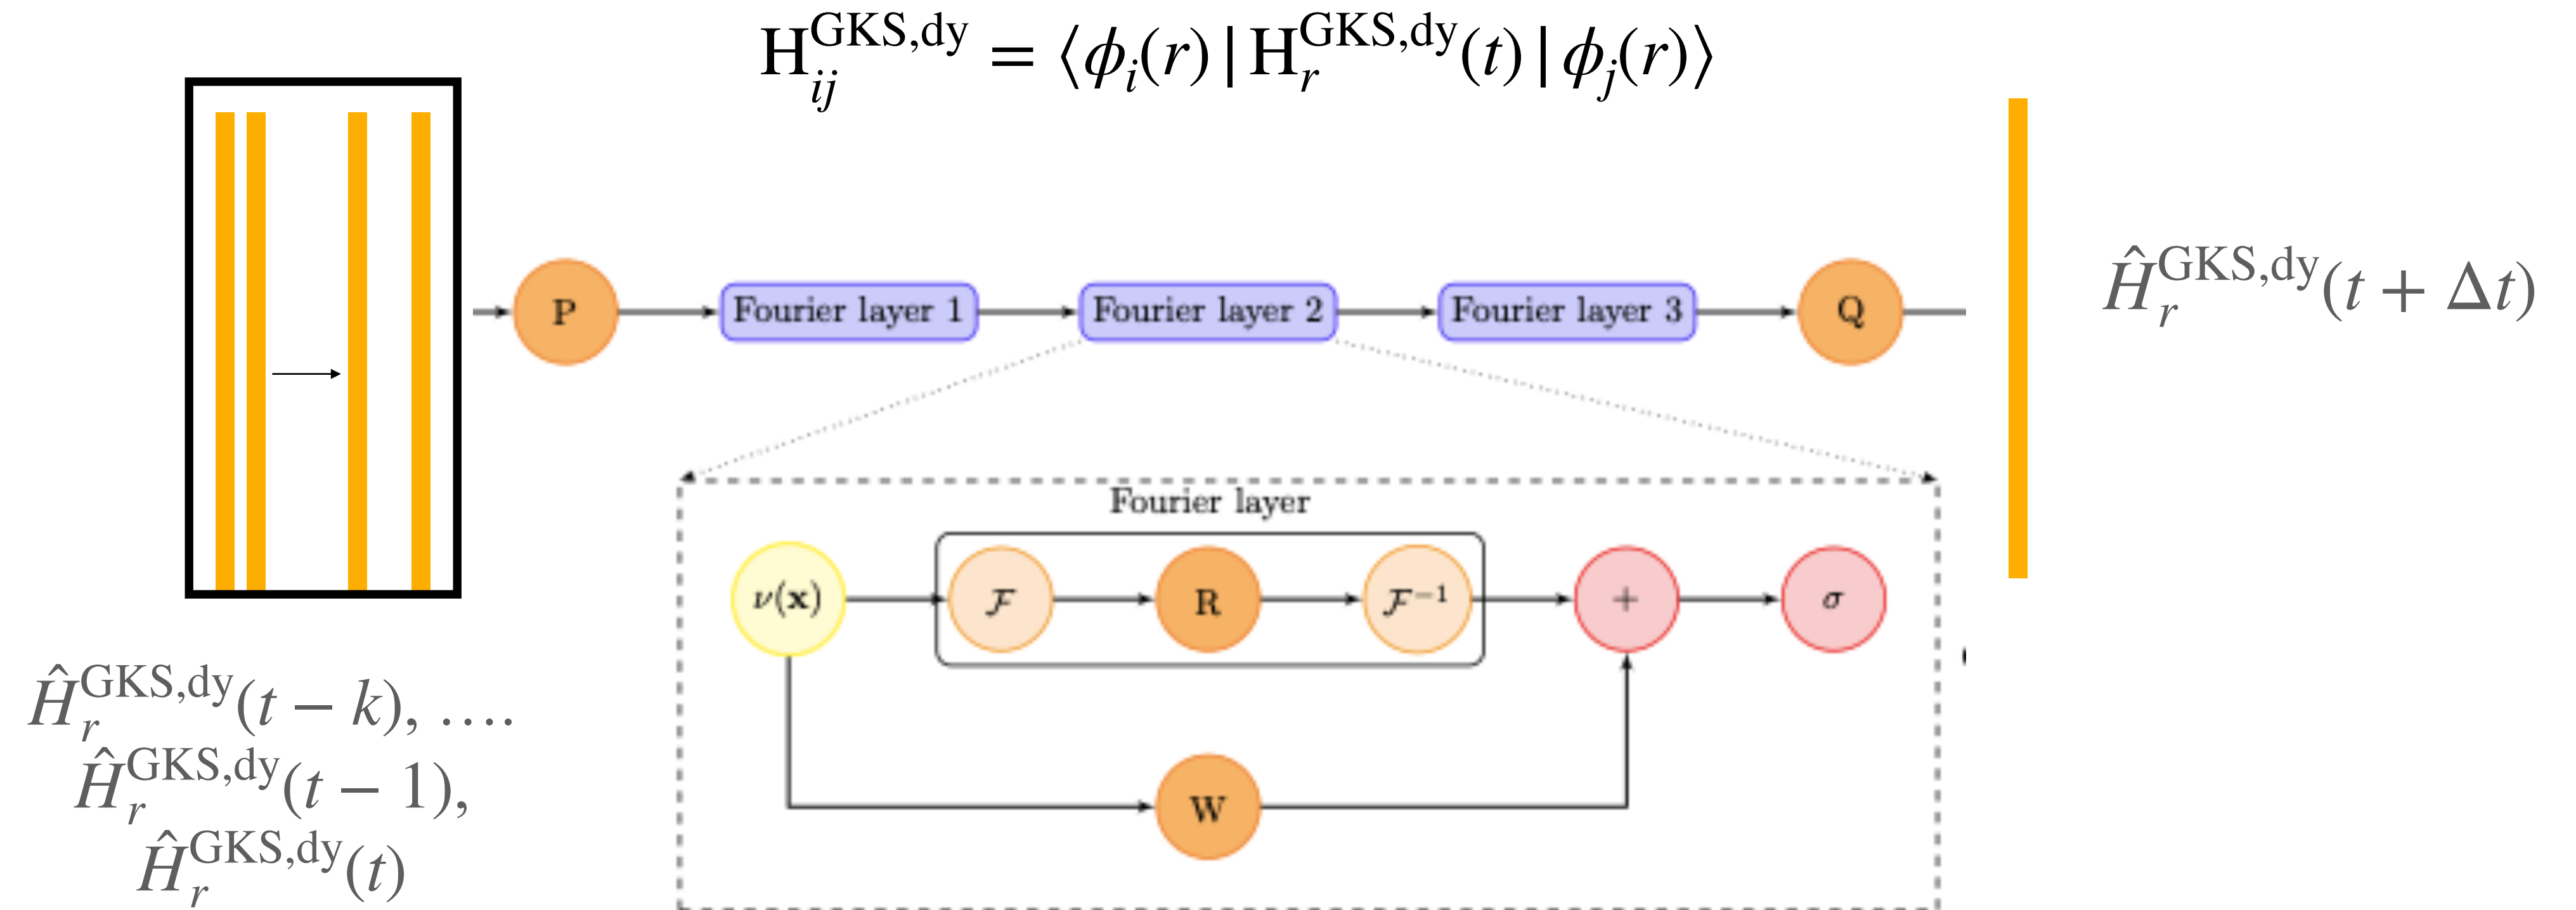 H_{ij}^{GKS,dy} = ⟨ϕ_i(r)|H_r^{GKS,dy}(t)|ϕ_j(r)⟩
P
Fourier layer 1
Fourier layer 2
Fourier layer 3
Q
Ĥ_r^{GKS,dy}(t + Δt)
Fourier layer
ν(x)
ℱ
R
ℱ^{−1}
+
σ
W
Ĥ_r^{GKS,dy}(t − k), ….
Ĥ_r^{GKS,dy}(t − 1),
Ĥ_r^{GKS,dy}(t)